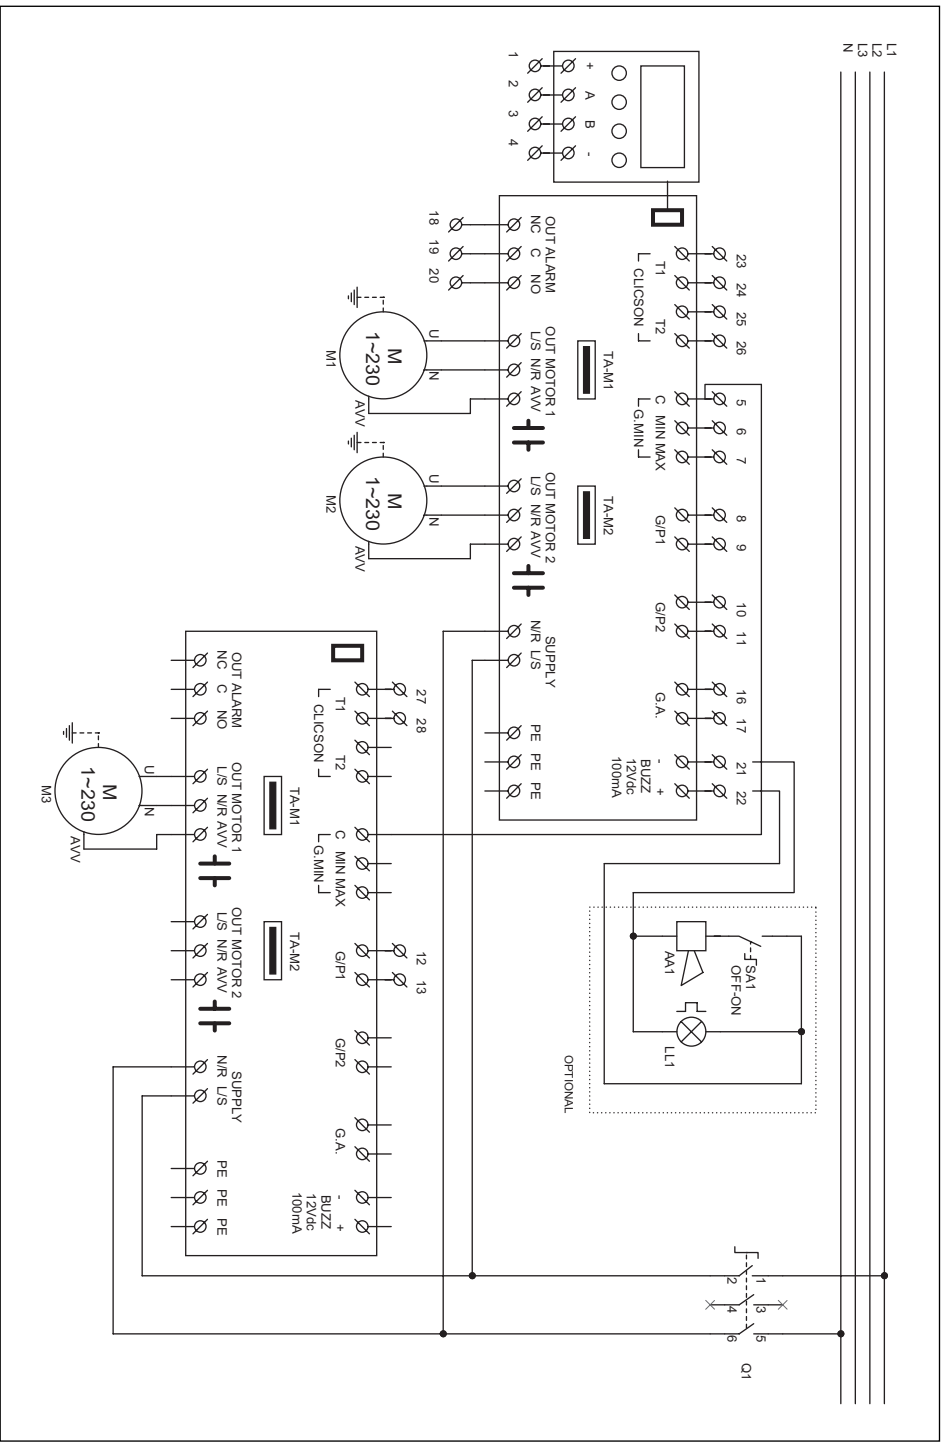 L1
L2
L3
N
1 2 3 4
+ A B -
23 24 25 26 5 6 7 8 9 10 11 16 17 21 22
T1 T2
CLICSON
C MIN MAX
G.MIN
G/P1
G/P2
G.A.
- +
BUZZ
12Vdc
100mA
TA-M1
TA-M2
OUT ALARM
NC C NO
18 19 20
OUT MOTOR 1
L/S N/R AVV
OUT MOTOR 2
L/S N/R AVV
SUPPLY
N/R L/S
PE PE PE
U N AVV
M
1~230
M1
U N AVV
M
1~230
M2
SA1
OFF-ON
AA1
LL1
OPTIONAL
27 28 12 13
T1 T2
CLICSON
C MIN MAX
G.MIN
G/P1
G/P2
G.A.
- +
BUZZ
12Vdc
100mA
TA-M1
TA-M2
OUT ALARM
NC C NO
OUT MOTOR 1
L/S N/R AVV
OUT MOTOR 2
L/S N/R AVV
SUPPLY
N/R L/S
PE PE PE
U N AVV
M
1~230
M3
1 3 5
2 4 6
Q1